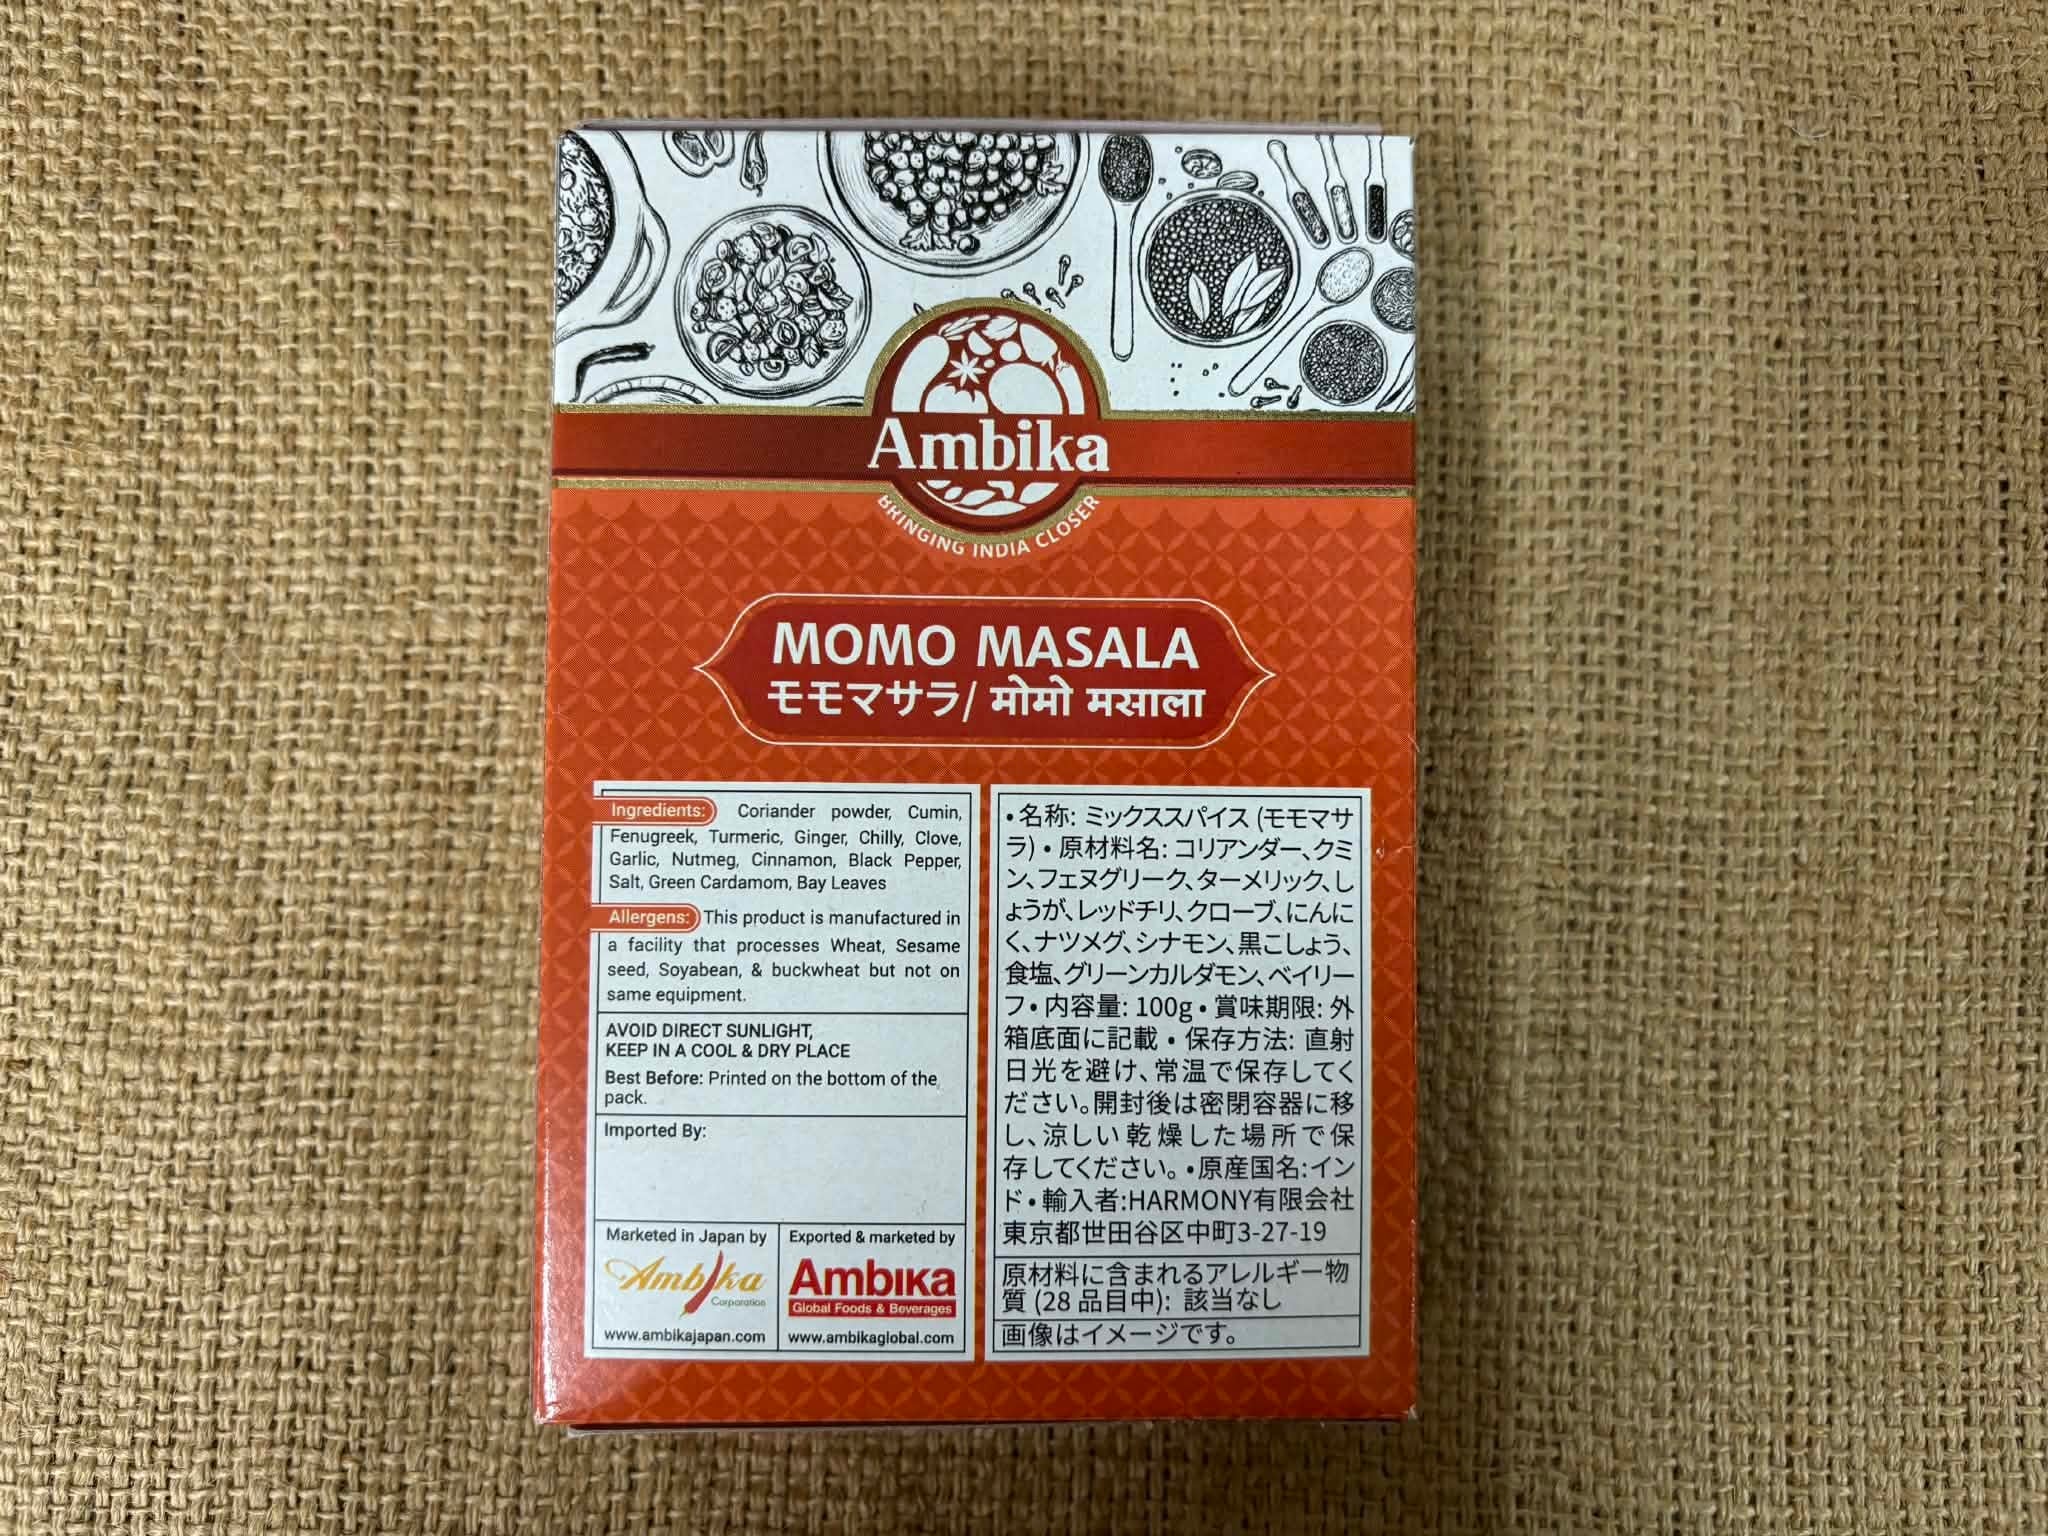 Ambika
BRINGING INDIA CLOSER
MOMO MASALA
モモマサラ/ मोमो मसाला
Ingredients: Coriander powder, Cumin,
Fenugreek, Turmeric, Ginger, Chilly, Clove,
Garlic, Nutmeg, Cinnamon, Black Pepper,
Salt, Green Cardamom, Bay Leaves
Allergens: This product is manufactured in
a facility that processes Wheat, Sesame
seed, Soyabean, & buckwheat but not on
same equipment.
AVOID DIRECT SUNLIGHT,
KEEP IN A COOL & DRY PLACE
Best Before: Printed on the bottom of the
pack.
Imported By:
Marketed in Japan by
Ambika
Corporation
www.ambikajapan.com
Exported & marketed by
Ambika
Global Foods & Beverages
www.ambikaglobal.com
• 名称: ミックススパイス (モモマサ
ラ) • 原材料名: コリアンダー、クミ
ン、フェヌグリーク、ターメリック、し
ょうが、レッドチリ、クローブ、にんに
く、ナツメグ、シナモン、黒こしょう、
食塩、グリーンカルダモン、ベイリー
フ • 内容量: 100g • 賞味期限: 外
箱底面に記載 • 保存方法: 直射
日光を避け、常温で保存してく
ださい。開封後は密閉容器に移
し、涼しい乾燥した場所で保
存してください。 • 原産国名:イン
ド • 輸入者:HARMONY有限会社
東京都世田谷区中町3-27-19
原材料に含まれるアレルギー物
質 (28 品目中): 該当なし
画像はイメージです。